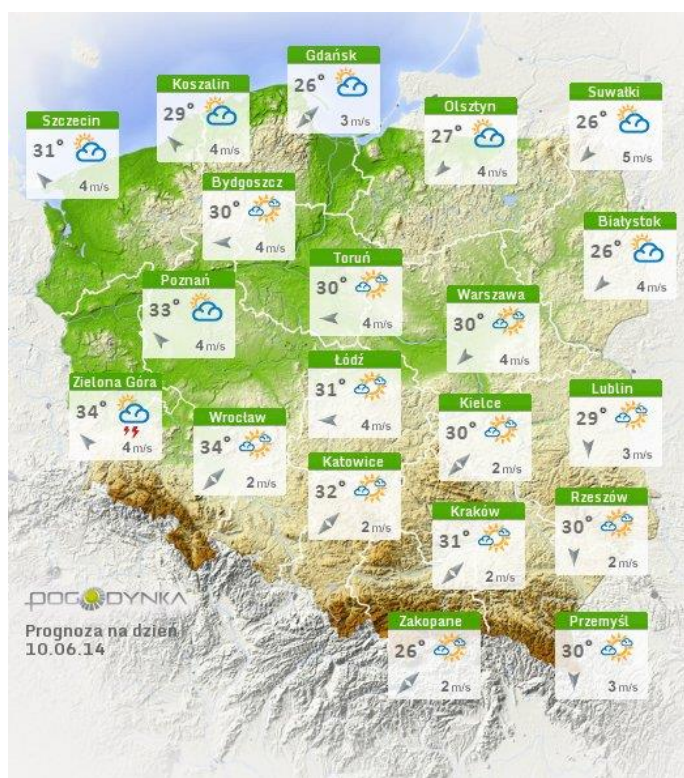 Gdańsk
26°
3 m/s
Koszalin
29°
4 m/s
Suwałki
26°
5 m/s
Olsztyn
27°
4 m/s
Szczecin
31°
4 m/s
Bydgoszcz
30°
4 m/s
Białystok
26°
4 m/s
Toruń
30°
4 m/s
Poznań
33°
4 m/s
Warszawa
30°
4 m/s
Łódź
31°
4 m/s
Zielona Góra
34°
4 m/s
Lublin
29°
3 m/s
Kielce
30°
2 m/s
Wrocław
34°
2 m/s
Katowice
32°
2 m/s
Rzeszów
30°
2 m/s
Kraków
31°
2 m/s
POGODYNKA
Prognoza na dzień
10.06.14
Zakopane
26°
2 m/s
Przemyśl
30°
3 m/s